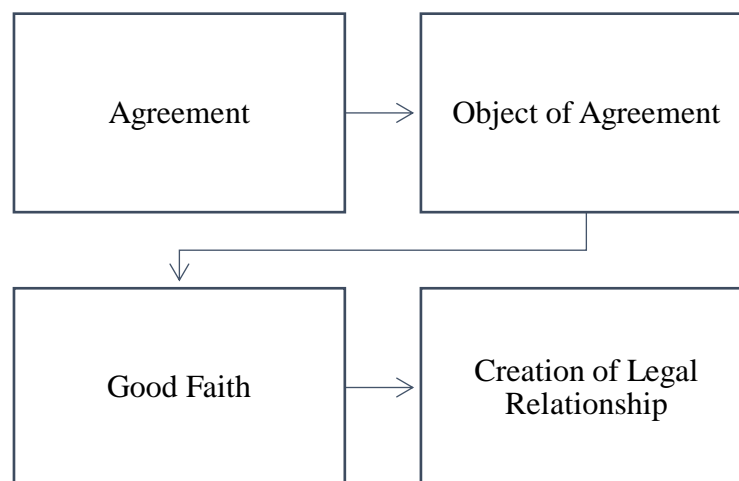 Agreement
Object of Agreement
Good Faith
Creation of Legal
Relationship